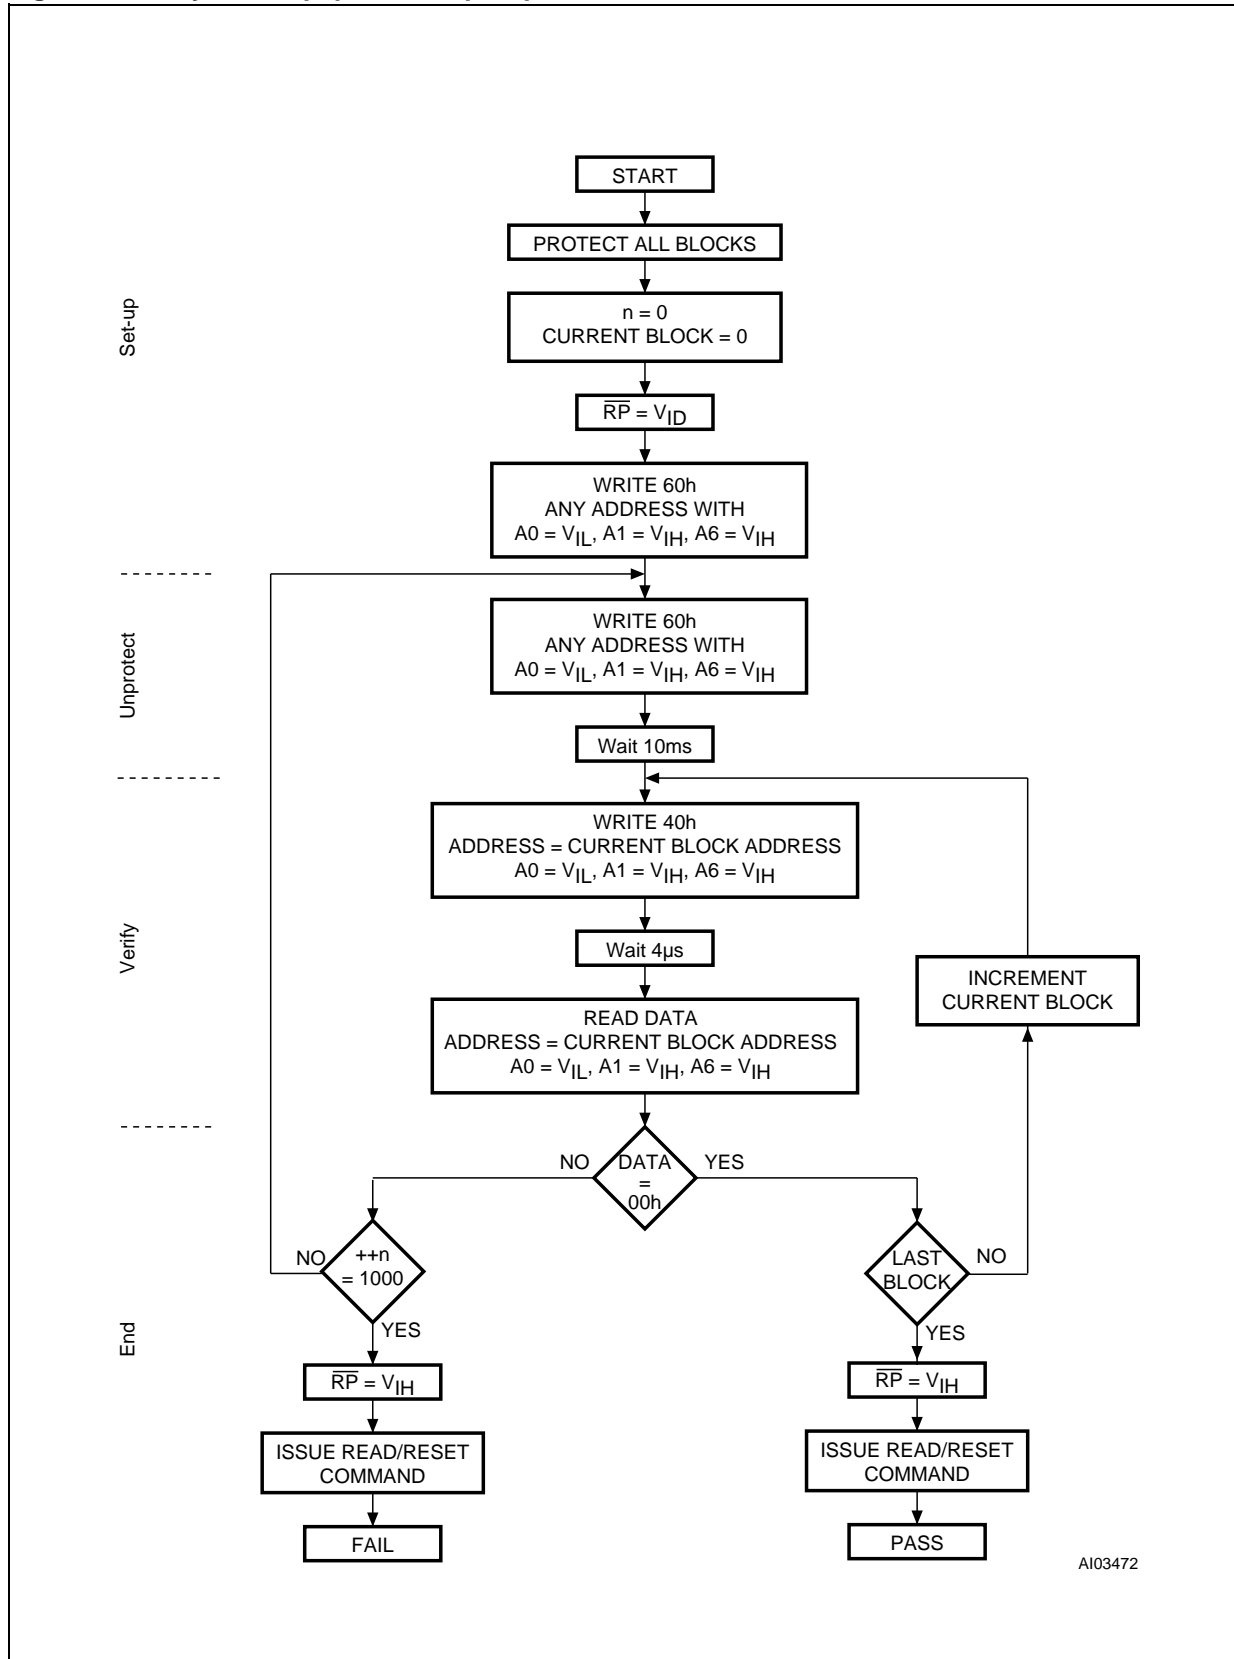 START
PROTECT ALL BLOCKS
n = 0
CURRENT BLOCK = 0
Set-up
RP = VID
WRITE 60h
ANY ADDRESS WITH
A0 = VIL, A1 = VIH, A6 = VIH
Unprotect
WRITE 60h
ANY ADDRESS WITH
A0 = VIL, A1 = VIH, A6 = VIH
Wait 10ms
Verify
WRITE 40h
ADDRESS = CURRENT BLOCK ADDRESS
A0 = VIL, A1 = VIH, A6 = VIH
Wait 4µs
INCREMENT
CURRENT BLOCK
READ DATA
ADDRESS = CURRENT BLOCK ADDRESS
A0 = VIL, A1 = VIH, A6 = VIH
NO
DATA
=
00h
YES
End
NO
++n
= 1000
YES
LAST
BLOCK
NO
YES
RP = VIH
RP = VIH
ISSUE READ/RESET
COMMAND
ISSUE READ/RESET
COMMAND
FAIL
PASS
AI03472